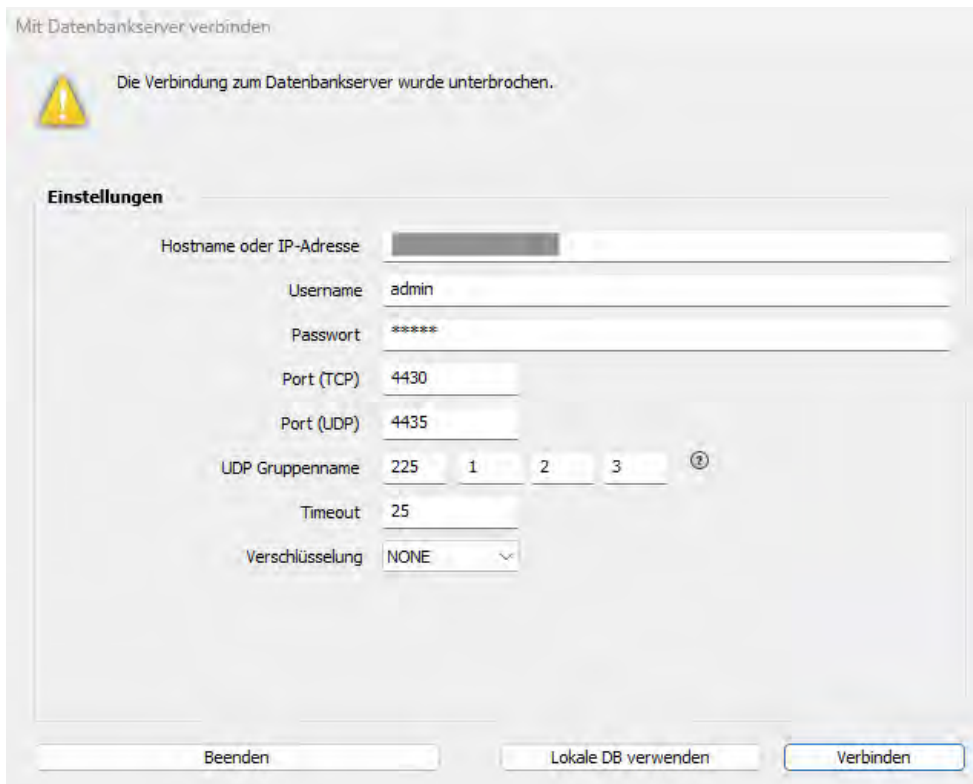 Mit Datenbankserver verbinden
Die Verbindung zum Datenbankserver wurde unterbrochen.
Einstellungen
Hostname oder IP-Adresse
Username admin
Passwort *****
Port (TCP) 4430
Port (UDP) 4435
UDP Gruppenname 225 1 2 3 ?
Timeout 25
Verschlüsselung NONE
Beenden Lokale DB verwenden Verbinden